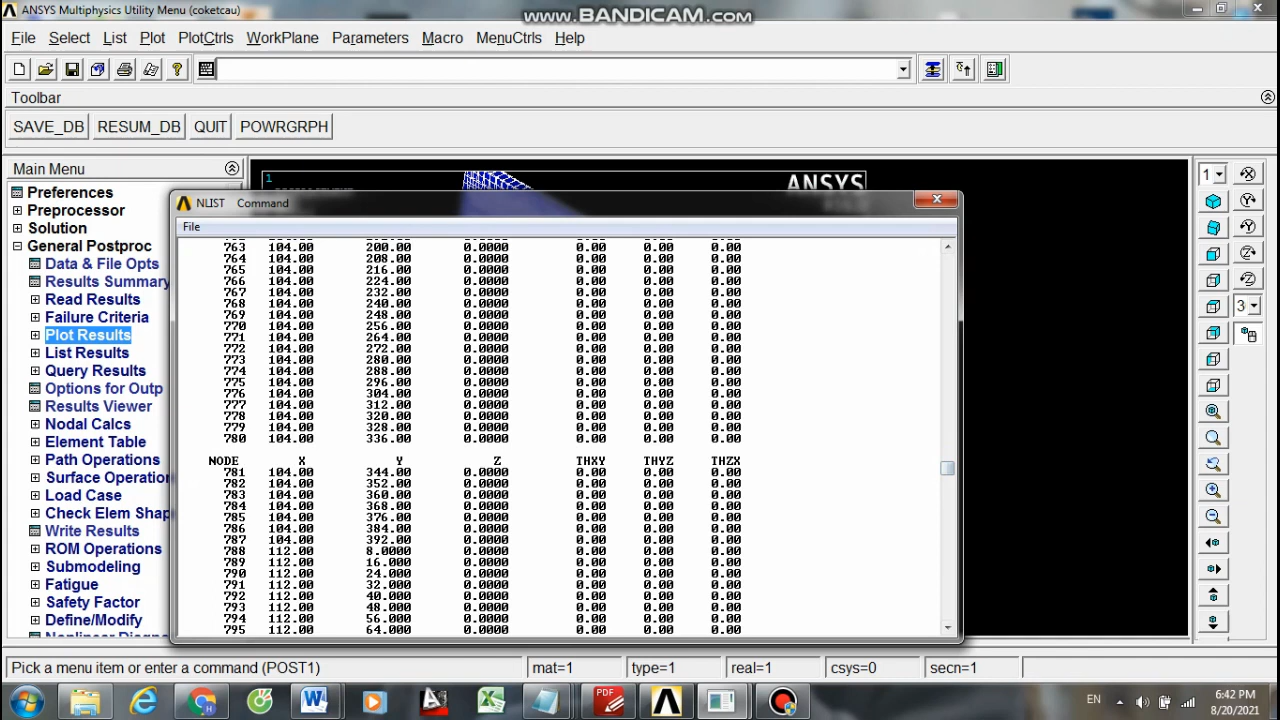 ANSYS Multiphysics Utility Menu (coketcau)
www.BANDICAM.com
File Select List Plot PlotCtrls WorkPlane Parameters Macro MenuCtrls Help
Toolbar
SAVE_DB RESUM_DB QUIT POWRGRPH
Main Menu
Preferences
Preprocessor
Solution
General Postproc
Data & File Opts
Results Summary
Read Results
Failure Criteria
Plot Results
List Results
Query Results
Options for Outp
Results Viewer
Nodal Calcs
Element Table
Path Operations
Surface Operation
Load Case
Check Elem Shap
Write Results
ROM Operations
Submodeling
Fatigue
Safety Factor
Define/Modify
1
ANSYS
NLIST Command
File
763 104.00 200.00 0.0000 0.00 0.00 0.00
764 104.00 208.00 0.0000 0.00 0.00 0.00
765 104.00 216.00 0.0000 0.00 0.00 0.00
766 104.00 224.00 0.0000 0.00 0.00 0.00
767 104.00 232.00 0.0000 0.00 0.00 0.00
768 104.00 240.00 0.0000 0.00 0.00 0.00
769 104.00 248.00 0.0000 0.00 0.00 0.00
770 104.00 256.00 0.0000 0.00 0.00 0.00
771 104.00 264.00 0.0000 0.00 0.00 0.00
772 104.00 272.00 0.0000 0.00 0.00 0.00
773 104.00 280.00 0.0000 0.00 0.00 0.00
774 104.00 288.00 0.0000 0.00 0.00 0.00
775 104.00 296.00 0.0000 0.00 0.00 0.00
776 104.00 304.00 0.0000 0.00 0.00 0.00
777 104.00 312.00 0.0000 0.00 0.00 0.00
778 104.00 320.00 0.0000 0.00 0.00 0.00
779 104.00 328.00 0.0000 0.00 0.00 0.00
780 104.00 336.00 0.0000 0.00 0.00 0.00
NODE X Y Z THXY THYZ THZX
781 104.00 344.00 0.0000 0.00 0.00 0.00
782 104.00 352.00 0.0000 0.00 0.00 0.00
783 104.00 360.00 0.0000 0.00 0.00 0.00
784 104.00 368.00 0.0000 0.00 0.00 0.00
785 104.00 376.00 0.0000 0.00 0.00 0.00
786 104.00 384.00 0.0000 0.00 0.00 0.00
787 104.00 392.00 0.0000 0.00 0.00 0.00
788 112.00 8.0000 0.0000 0.00 0.00 0.00
789 112.00 16.000 0.0000 0.00 0.00 0.00
790 112.00 24.000 0.0000 0.00 0.00 0.00
791 112.00 32.000 0.0000 0.00 0.00 0.00
792 112.00 40.000 0.0000 0.00 0.00 0.00
793 112.00 48.000 0.0000 0.00 0.00 0.00
794 112.00 56.000 0.0000 0.00 0.00 0.00
795 112.00 64.000 0.0000 0.00 0.00 0.00
1
3
Pick a menu item or enter a command (POST1) mat=1 type=1 real=1 csys=0 secn=1
PDF
EN
6:42 PM
8/20/2021